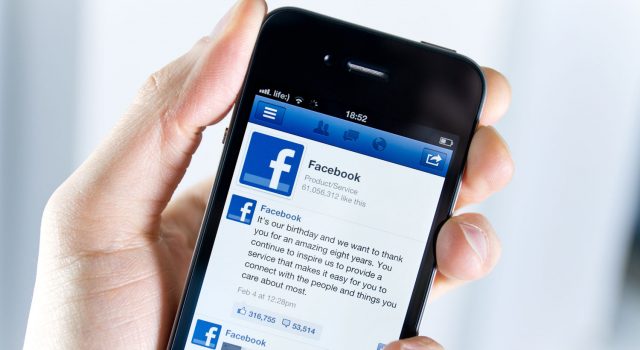 life:)
18:52
f
Facebook
Product/Service
61,056,312 like this
f
Facebook
It's our birthday and we want to thank
you for an amazing eight years. You
continue to inspire us to provide a
service that makes it easy for you to
connect with the people and things you
care about most.
Feb 4 at 12:28pm
316,755 53,514
f
Facebook